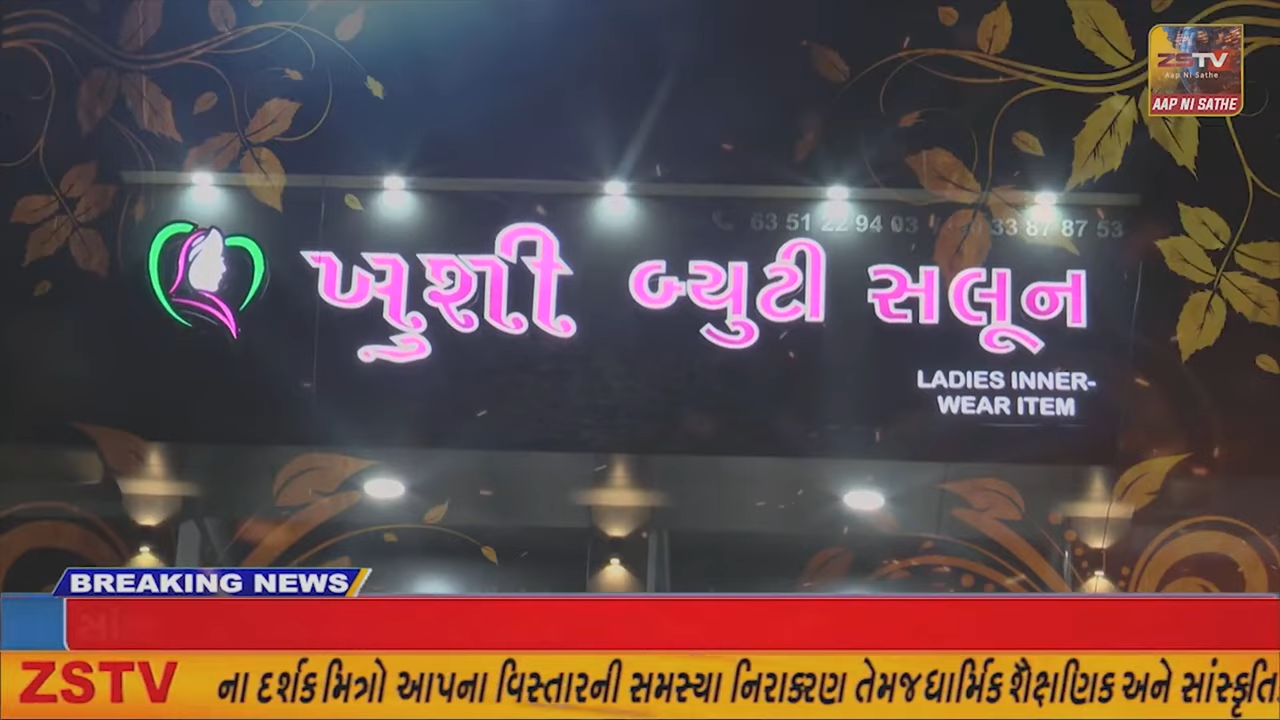 ZSTV
Aap Ni Sathe
AAP NI SATHE
63 51 22 94 03
33 87 87 53
ખુશી બ્યુટી સલૂન
LADIES INNER-
WEAR ITEM
BREAKING NEWS
ZSTV ના દર્શક મિત્રો આપના વિસ્તારની સમસ્યા નિરાકરણ તેમજ ધાર્મિક શૈક્ષણિક અને સાંસ્કૃતિ